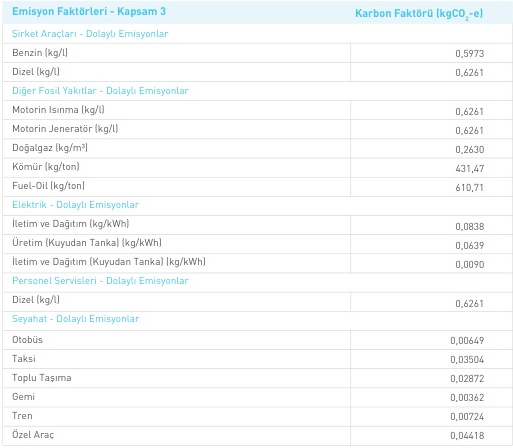 Emisyon Faktörleri - Kapsam 3 Karbon Faktörü (kgCO₂-e)
Şirket Araçları - Dolaylı Emisyonlar
Benzin (kg/l) 0,5973
Dizel (kg/l) 0,6261
Diğer Fosil Yakıtlar - Dolaylı Emisyonlar
Motorin Isınma (kg/l) 0,6261
Motorin Jeneratör (kg/l) 0,6261
Doğalgaz (kg/m³) 0,2630
Kömür (kg/ton) 431,47
Fuel-Oil (kg/ton) 610,71
Elektrik - Dolaylı Emisyonlar
İletim ve Dağıtım (kg/kWh) 0,0838
Üretim (Kuyudan Tanka) (kg/kWh) 0,0639
İletim ve Dağıtım (Kuyudan Tanka) (kg/kWh) 0,0090
Personel Servisleri - Dolaylı Emisyonlar
Dizel (kg/l) 0,6261
Seyahat - Dolaylı Emisyonlar
Otobüs 0,00649
Taksi 0,03504
Toplu Taşıma 0,02872
Gemi 0,00362
Tren 0,00724
Özel Araç 0,04418